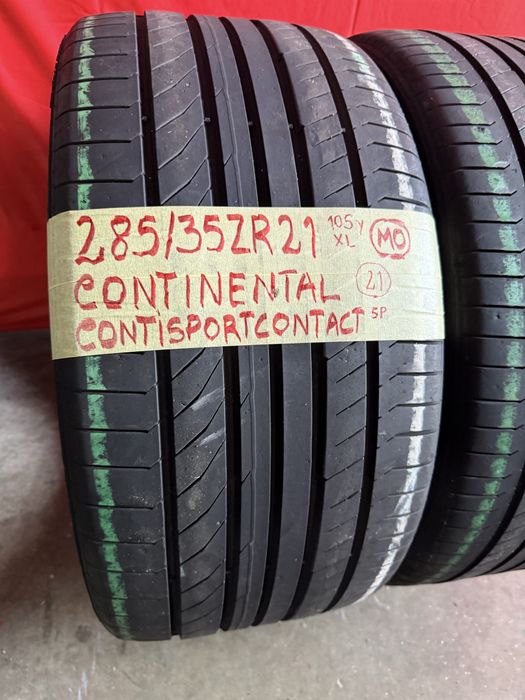 285/35ZR21 105Y XL MO
CONTINENTAL 21
CONTISPORTCONTACT 5P